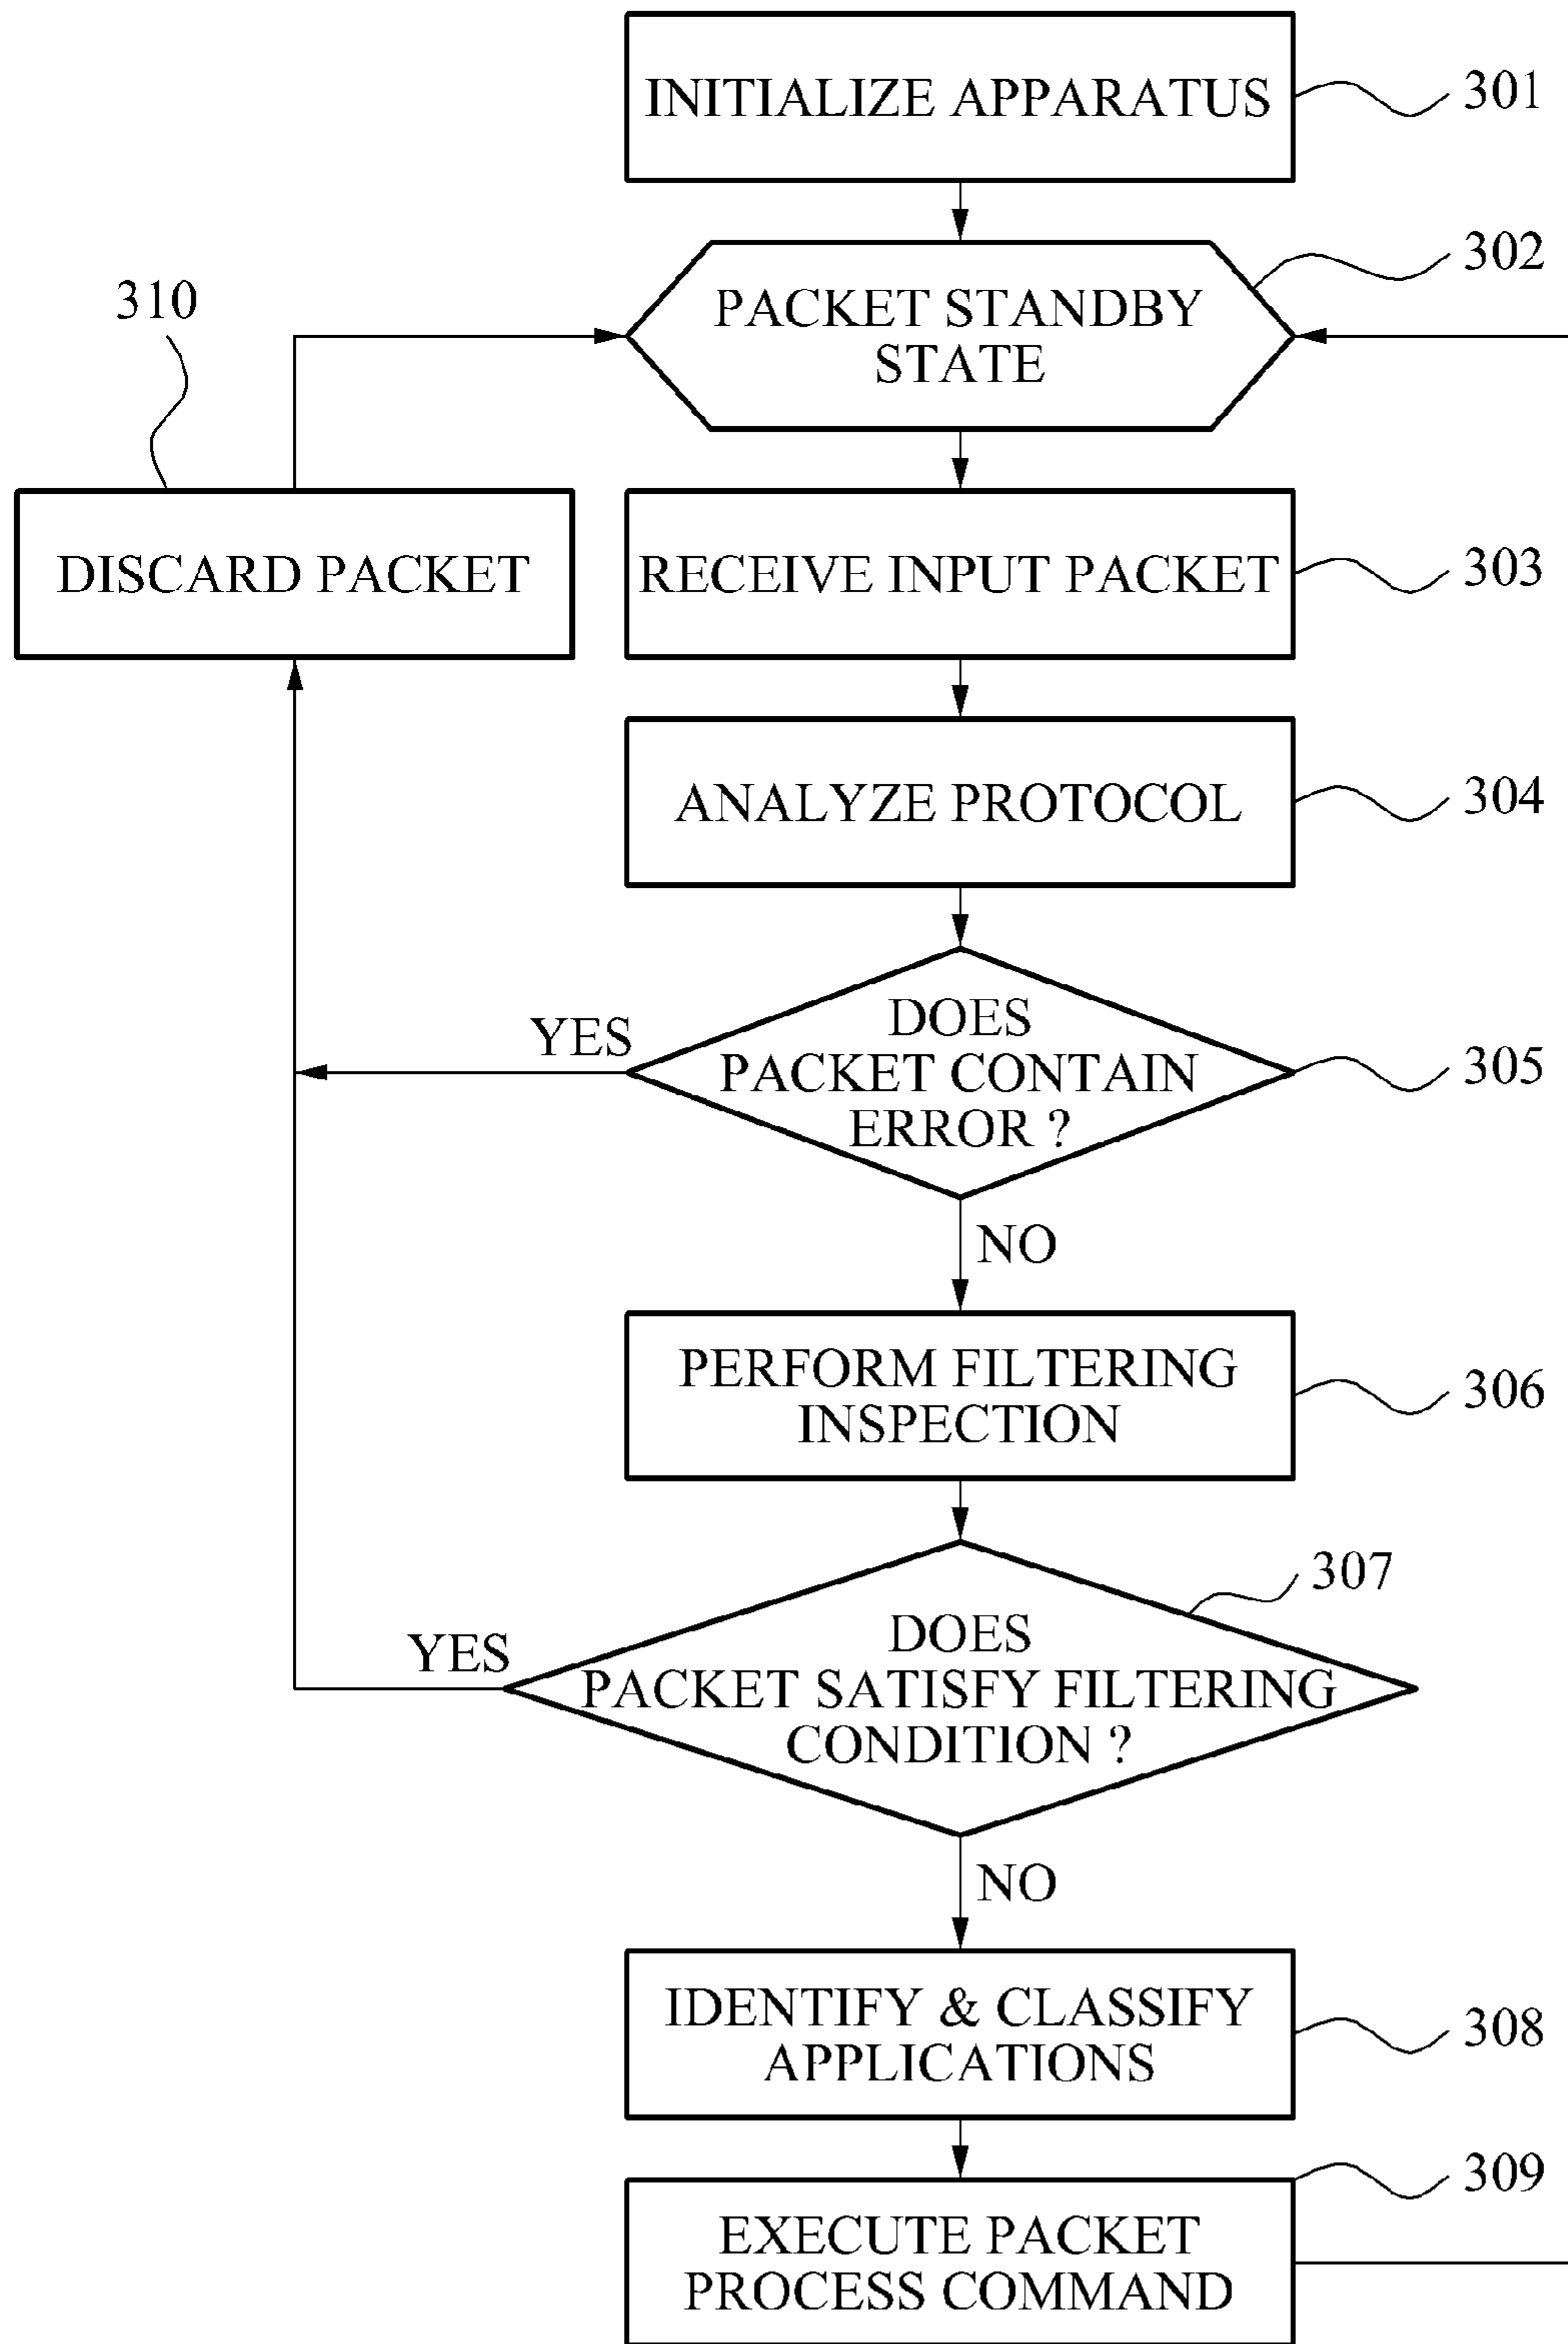 INITIALIZE APPARATUS
301
302
PACKET STANDBY
STATE
310
DISCARD PACKET
RECEIVE INPUT PACKET
303
ANALYZE PROTOCOL
304
DOES
PACKET CONTAIN
ERROR ?
YES
305
NO
PERFORM FILTERING
INSPECTION
306
307
DOES
PACKET SATISFY FILTERING
CONDITION ?
YES
NO
IDENTIFY & CLASSIFY
APPLICATIONS
308
309
EXECUTE PACKET
PROCESS COMMAND